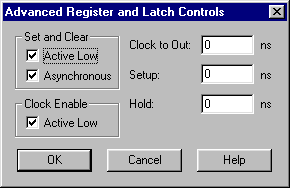 Advanced Register and Latch Controls
Set and Clear
Active Low
Asynchronous
Clock Enable
Active Low
Clock to Out: 0 ns
Setup: 0 ns
Hold: 0 ns
OK Cancel Help